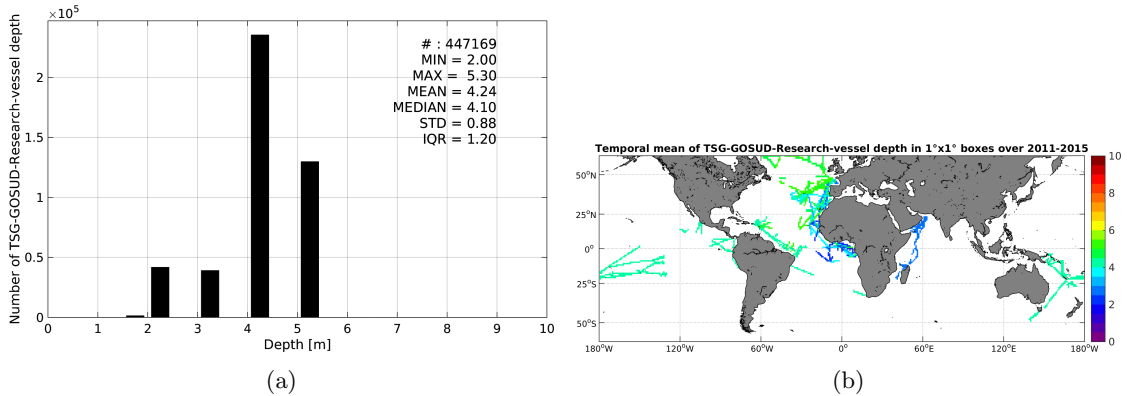 ×10⁵
Number of TSG-GOSUD-Research-vessel depth
2
1.5
1
0.5
0
# : 447169
MIN = 2.00
MAX = 5.30
MEAN = 4.24
MEDIAN = 4.10
STD = 0.88
IQR = 1.20
0 1 2 3 4 5 6 7 8 9 10
Depth [m]
(a)
Temporal mean of TSG-GOSUD-Research-vessel depth in 1°x1° boxes over 2011-2015
50°N
25°N
0°
25°S
50°S
180°W 120°W 60°W 0° 60°E 120°E 180°W
10
8
6
4
2
0
(b)